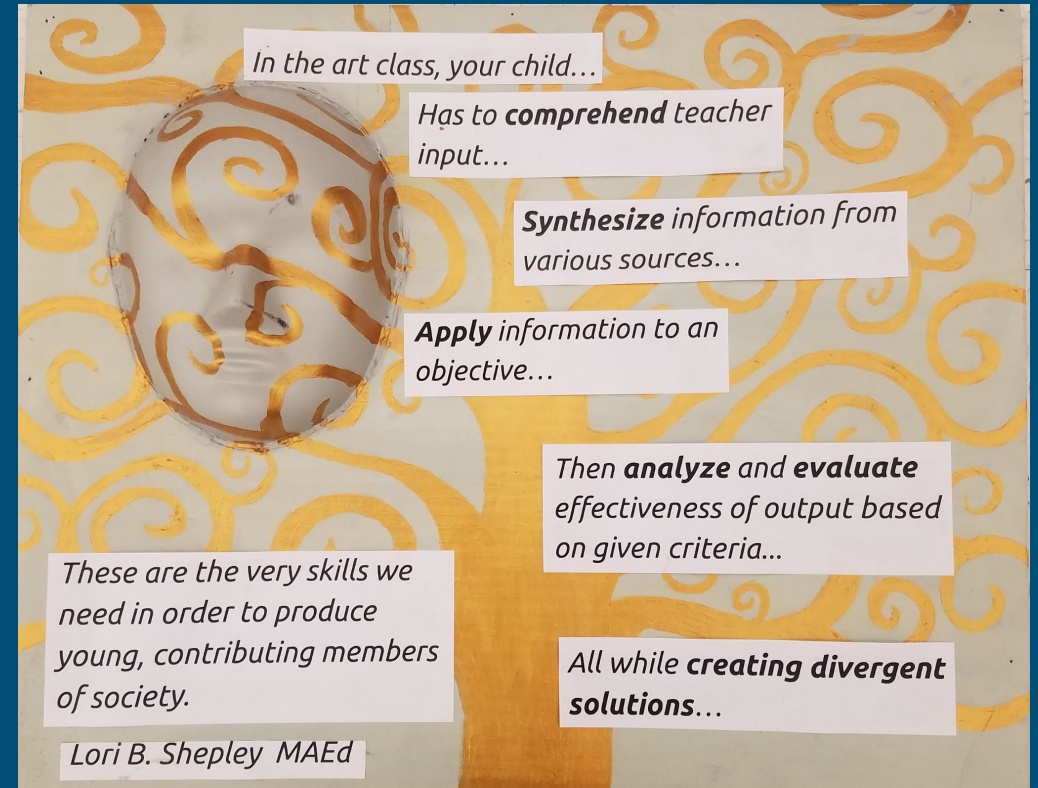 In the art class, your child...
Has to comprehend teacher
input...
Synthesize information from
various sources...
Apply information to an
objective...
Then analyze and evaluate
effectiveness of output based
on given criteria...
All while creating divergent
solutions...
These are the very skills we
need in order to produce
young, contributing members
of society.
Lori B. Shepley MAEd